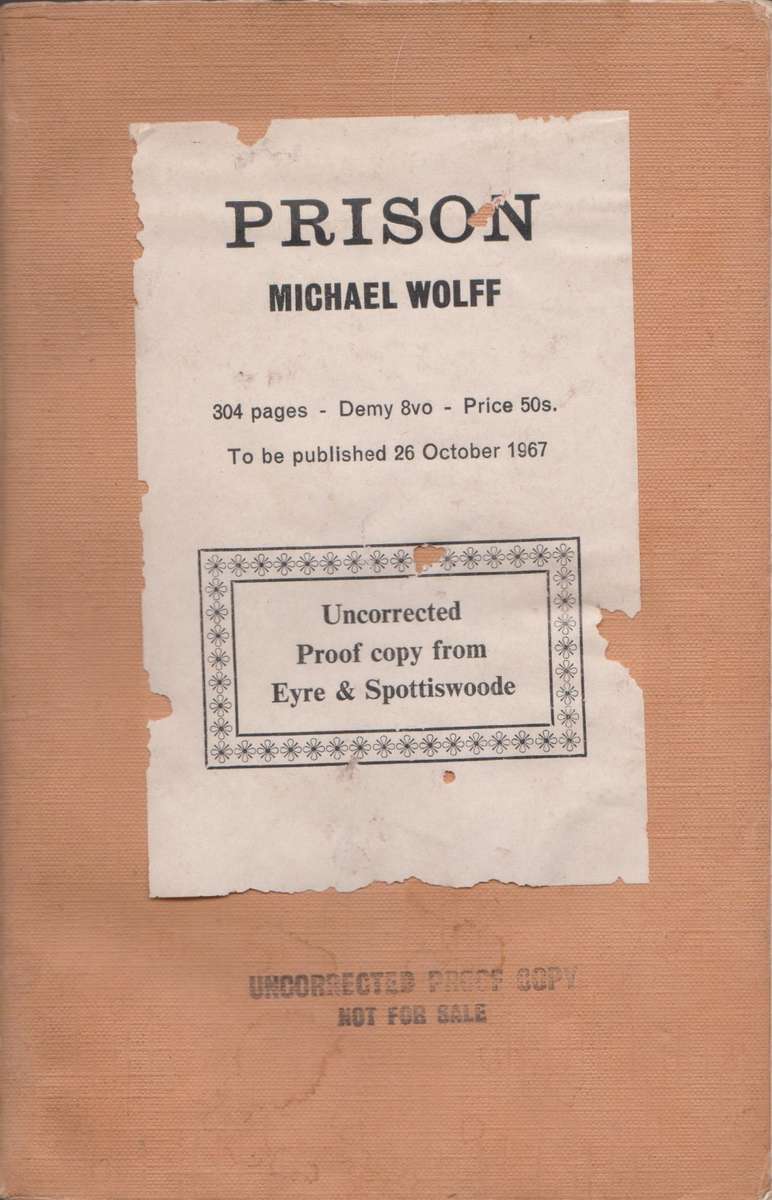 PRISON
MICHAEL WOLFF
304 pages - Demy 8vo - Price 50s.
To be published 26 October 1967
Uncorrected
Proof copy from
Eyre & Spottiswoode
UNCORRECTED PROOF COPY
NOT FOR SALE